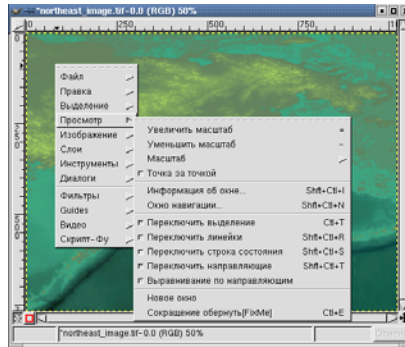 *northeast_image.tif-0.0 (RGB) 50%
0 250 500 750
Файл
Правка
Выделение
Просмотр
Изображение
Слои
Инструменты
Диалоги
Фильтры
Guides
Видео
Скрипт-Фу
Увеличить масштаб =
Уменьшить масштаб -
Масштаб
Точка за точкой
Информация об окне... Shft+Ctl+I
Окно навигации... Shft+Ctl+N
Переключить выделение Ctl+T
Переключить линейки Shft+Ctl+R
Переключить строка состояния Shft+Ctl+S
Переключить направляющие Shft+Ctl+T
Выравнивание по направляющим
Новое окно
Сокращение обернуть[FixMe] Ctl+E
*northeast_image.tif-0.0 (RGB) 50%